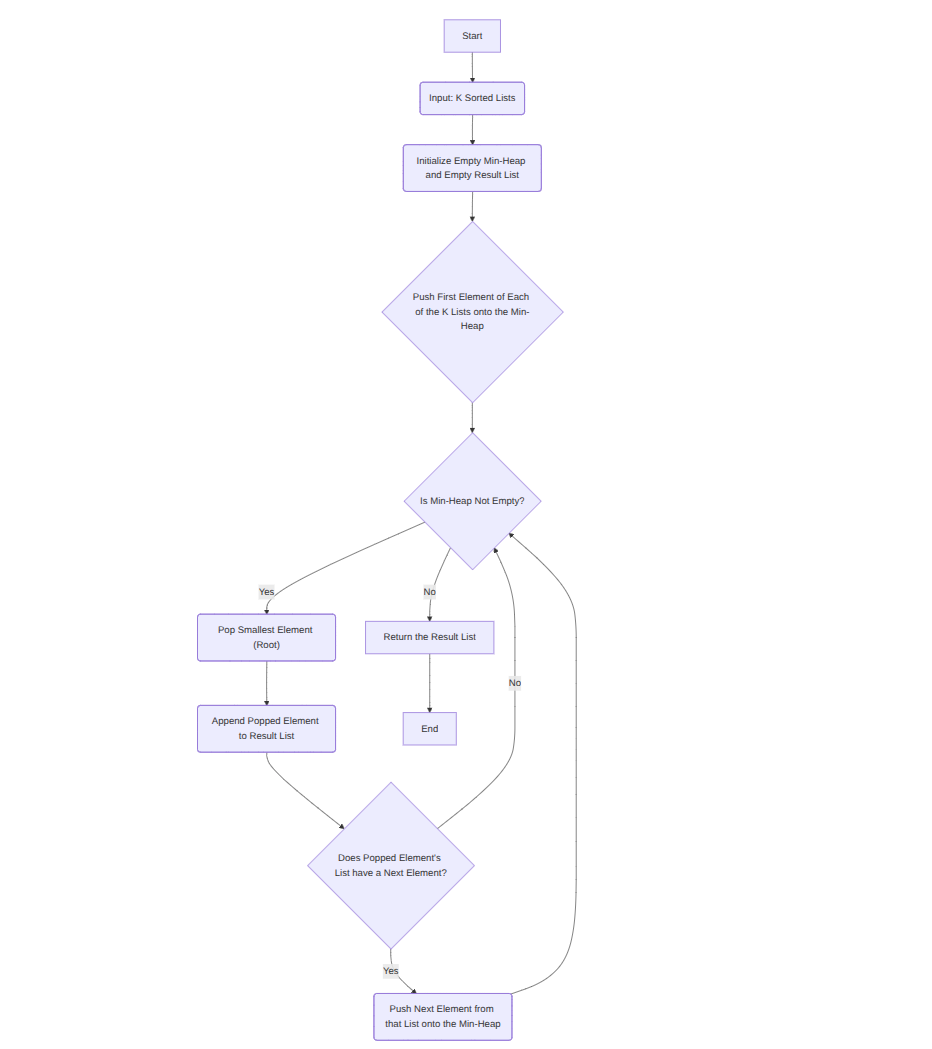 Start
Input: K Sorted Lists
Initialize Empty Min-Heap
and Empty Result List
Push First Element of Each
of the K Lists onto the Min-
Heap
Is Min-Heap Not Empty?
Yes
No
Pop Smallest Element
(Root)
Return the Result List
No
Append Popped Element
to Result List
End
Does Popped Element's
List have a Next Element?
Yes
Push Next Element from
that List onto the Min-Heap